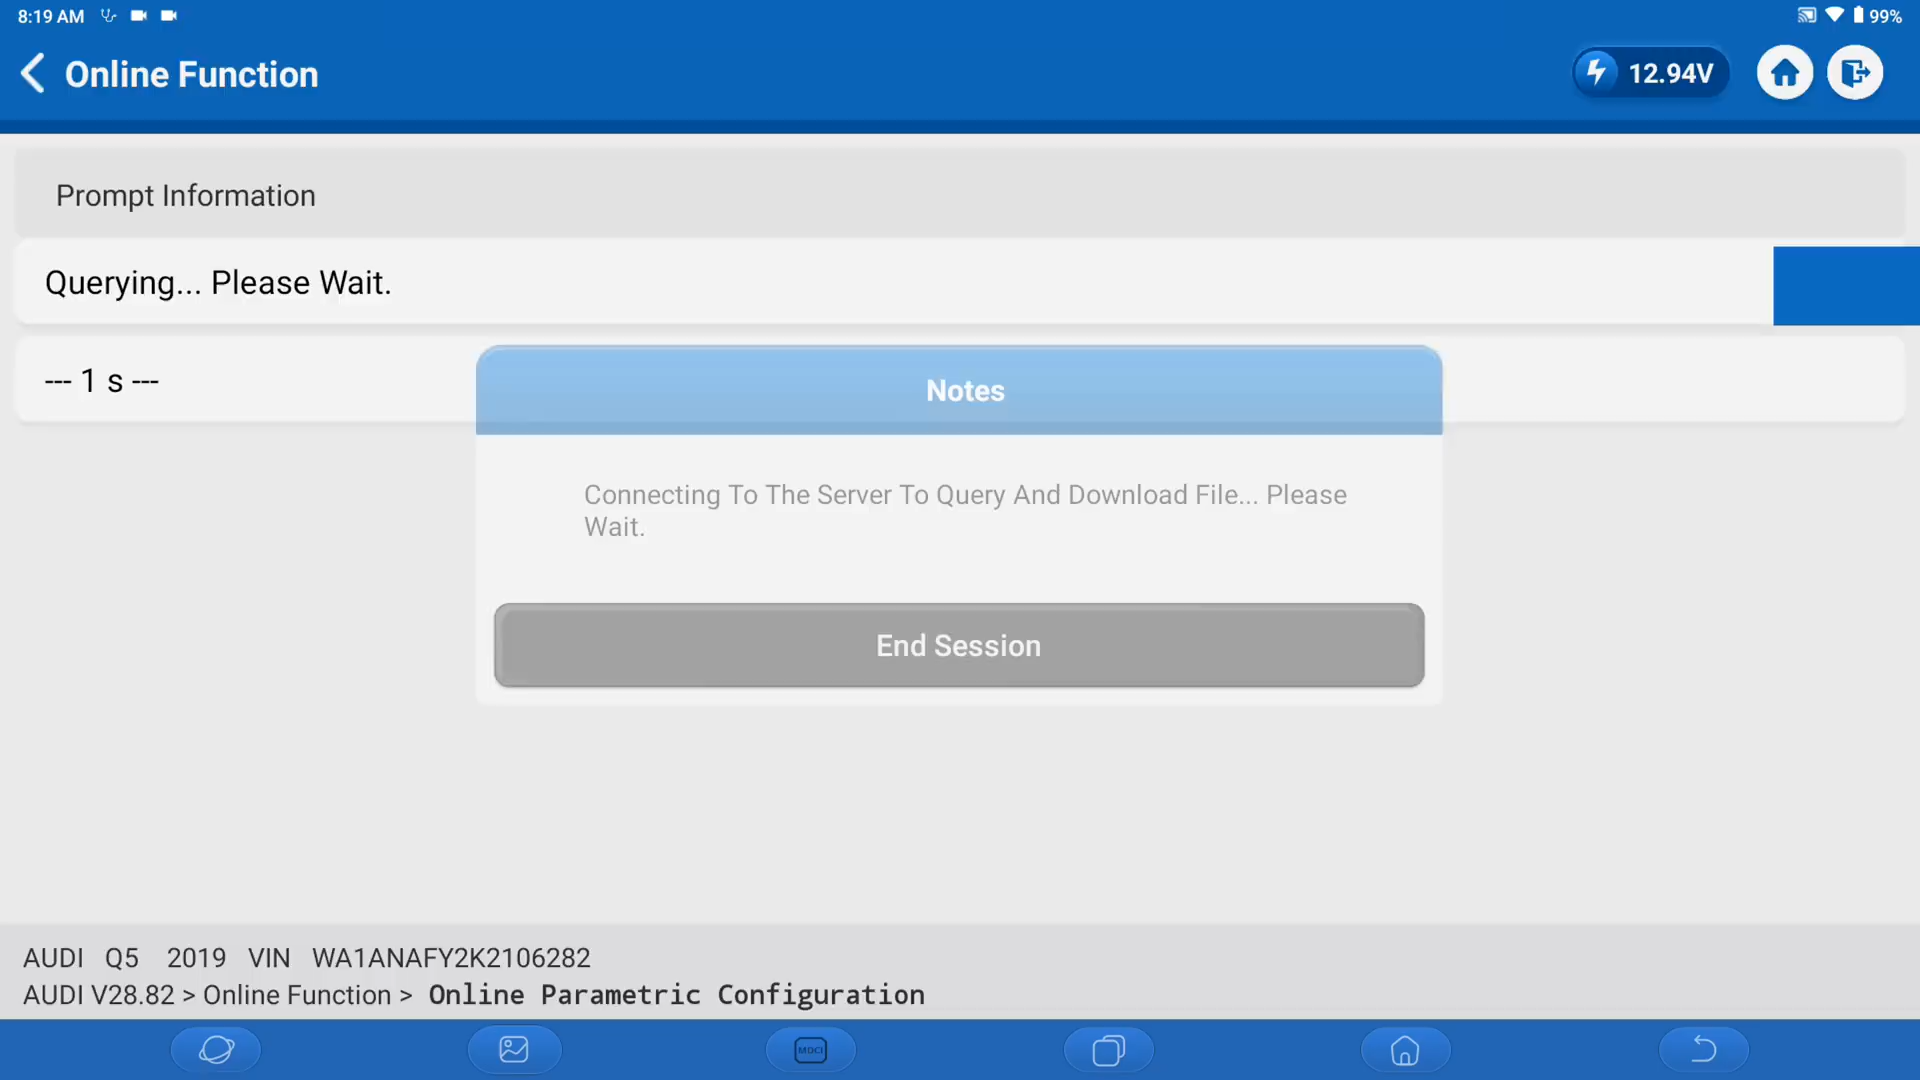 8:19 AM
99%
Online Function
12.94V
Prompt Information
Querying... Please Wait.
--- 1 s ---
Notes
Connecting To The Server To Query And Download File... Please
Wait.
End Session
AUDI Q5 2019 VIN WA1ANAFY2K2106282
AUDI V28.82 > Online Function > Online Parametric Configuration
MDCI